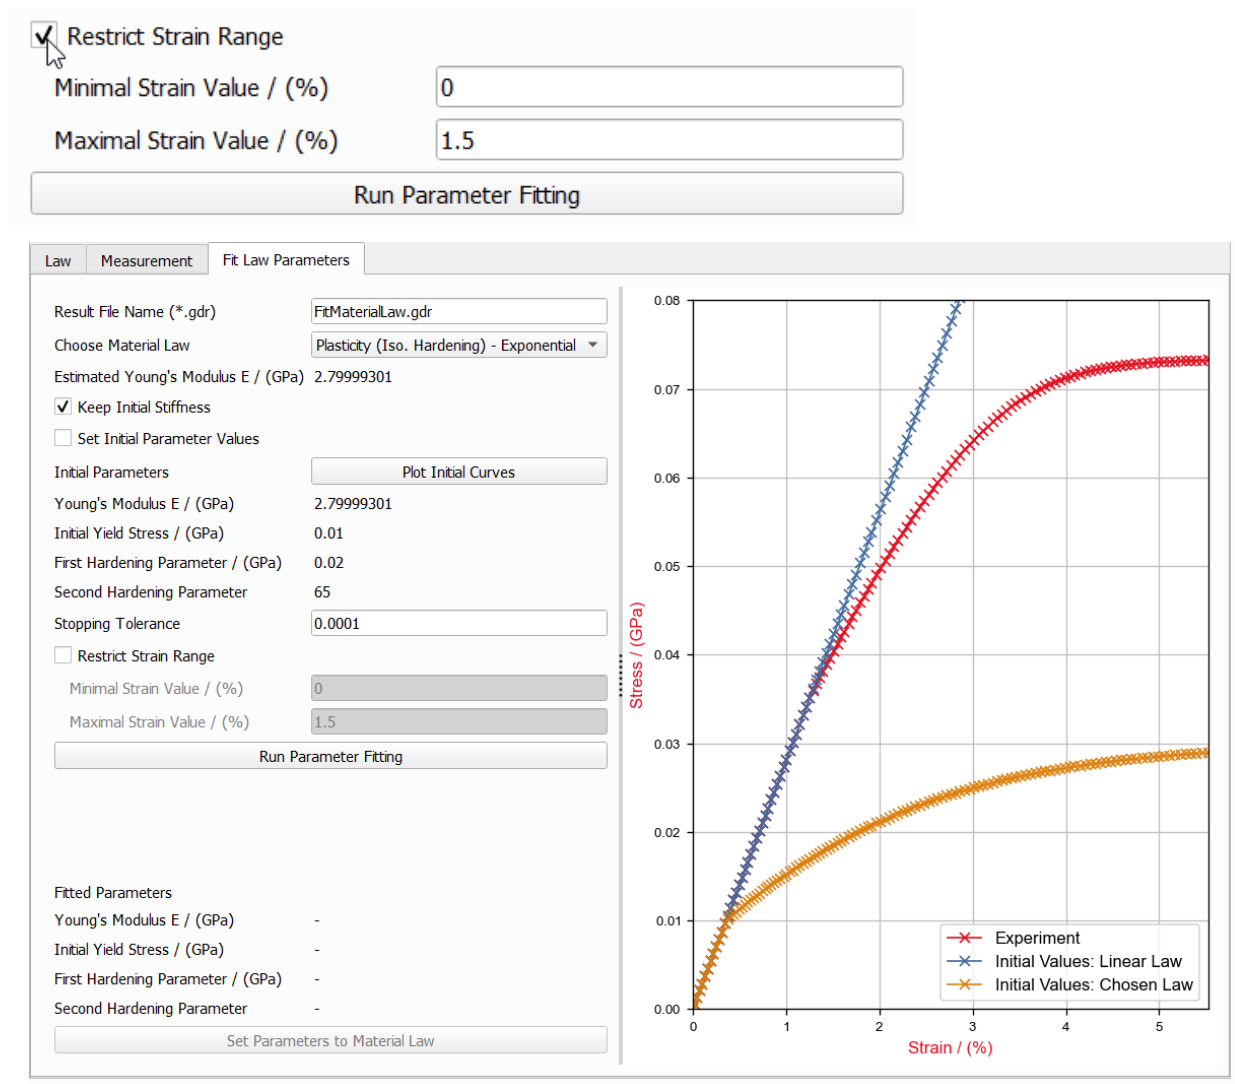 Restrict Strain Range
Minimal Strain Value / (%) 0
Maximal Strain Value / (%) 1.5
Run Parameter Fitting
Law Measurement Fit Law Parameters
Result File Name (*.gdr) FitMaterialLaw.gdr
Choose Material Law Plasticity (Iso. Hardening) - Exponential
Estimated Young's Modulus E / (GPa) 2.79999301
Keep Initial Stiffness
Set Initial Parameter Values
Initial Parameters Plot Initial Curves
Young's Modulus E / (GPa) 2.79999301
Initial Yield Stress / (GPa) 0.01
First Hardening Parameter / (GPa) 0.02
Second Hardening Parameter 65
Stopping Tolerance 0.0001
Restrict Strain Range
Minimal Strain Value / (%) 0
Maximal Strain Value / (%) 1.5
Run Parameter Fitting
Fitted Parameters
Young's Modulus E / (GPa) -
Initial Yield Stress / (GPa) -
First Hardening Parameter / (GPa) -
Second Hardening Parameter -
Set Parameters to Material Law
0.08
0.07
0.06
0.05
0.04
0.03
0.02
0.01
0.00
Stress / (GPa)
0 1 2 3 4 5
Strain / (%)
Experiment
Initial Values: Linear Law
Initial Values: Chosen Law